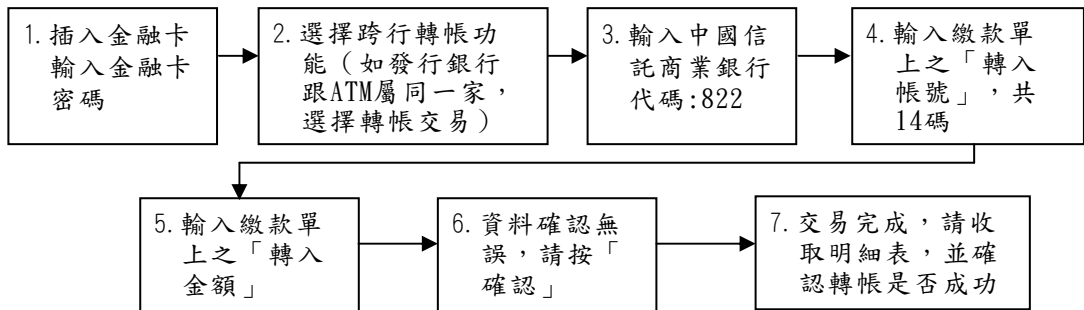 1. 插入金融卡
輸入金融卡
密碼
2. 選擇跨行轉帳功
能（如發行銀行
跟ATM屬同一家，
選擇轉帳交易）
3. 輸入中國信
託商業銀行
代碼:822
4. 輸入繳款單
上之「轉入
帳號」，共
14碼
5. 輸入繳款單
上之「轉入
金額」
6. 資料確認無
誤，請按「
確認」
7. 交易完成，請收
取明細表，並確
認轉帳是否成功